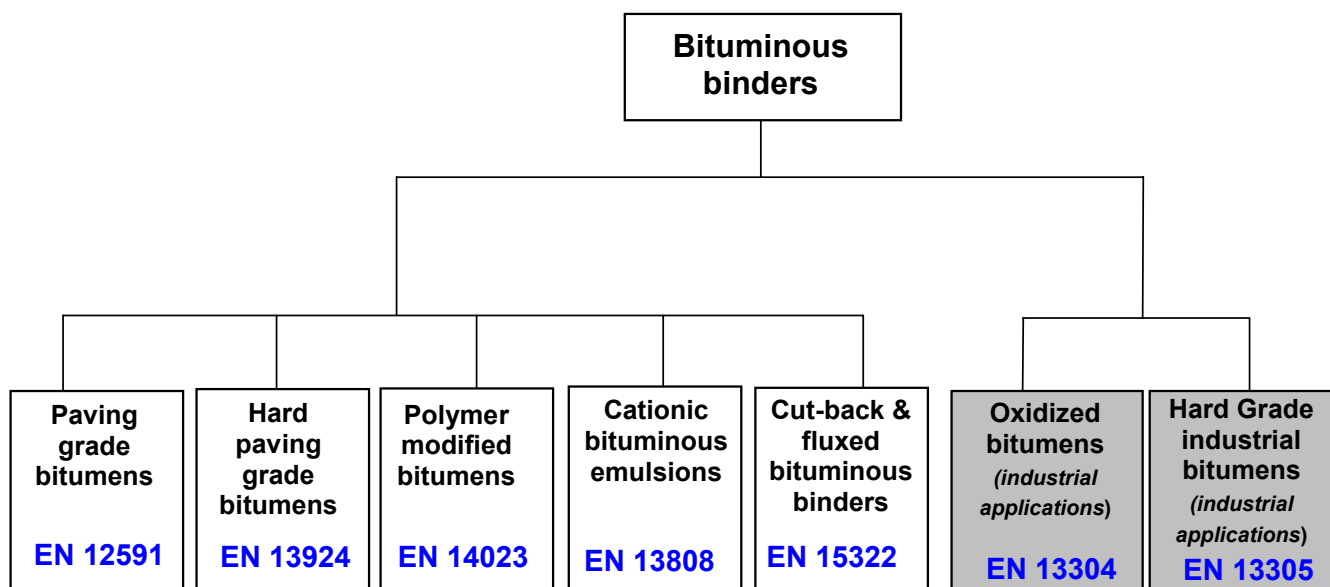 Bituminous
binders
Paving
grade
bitumens
EN 12591
Hard
paving
grade
bitumens
EN 13924
Polymer
modified
bitumens
EN 14023
Cationic
bituminous
emulsions
EN 13808
Cut-back &
fluxed
bituminous
binders
EN 15322
Oxidized
bitumens
(industrial
applications)
EN 13304
Hard Grade
industrial
bitumens
(industrial
applications)
EN 13305